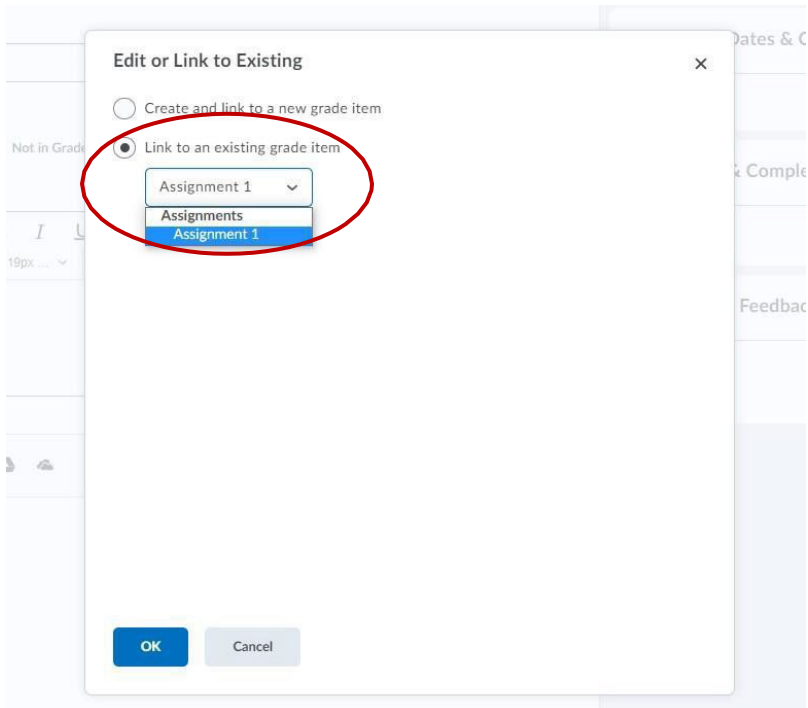 Dates & C
Edit or Link to Existing
Create and link to a new grade item
Not in Grade
Link to an existing grade item
& Comple
Assignment 1
Assignments
Assignment 1
I U
19px ...
Feedbac
OK Cancel